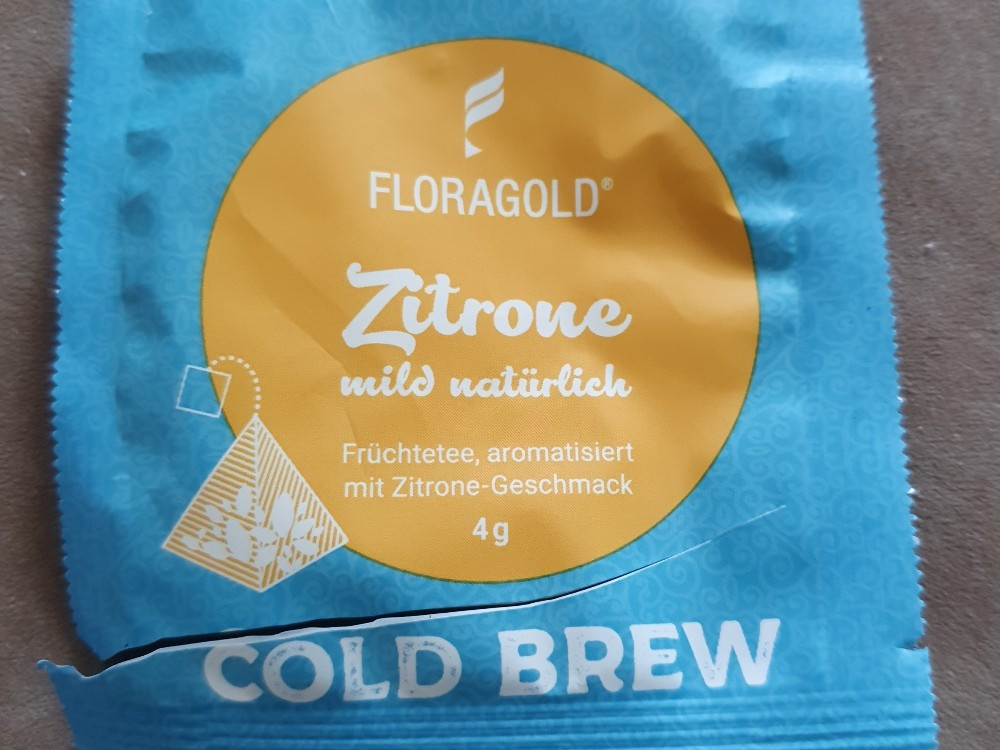 FLORAGOLD®
Zitrone
mild natürlich
Früchtetee, aromatisiert
mit Zitrone-Geschmack
4g
COLD BREW